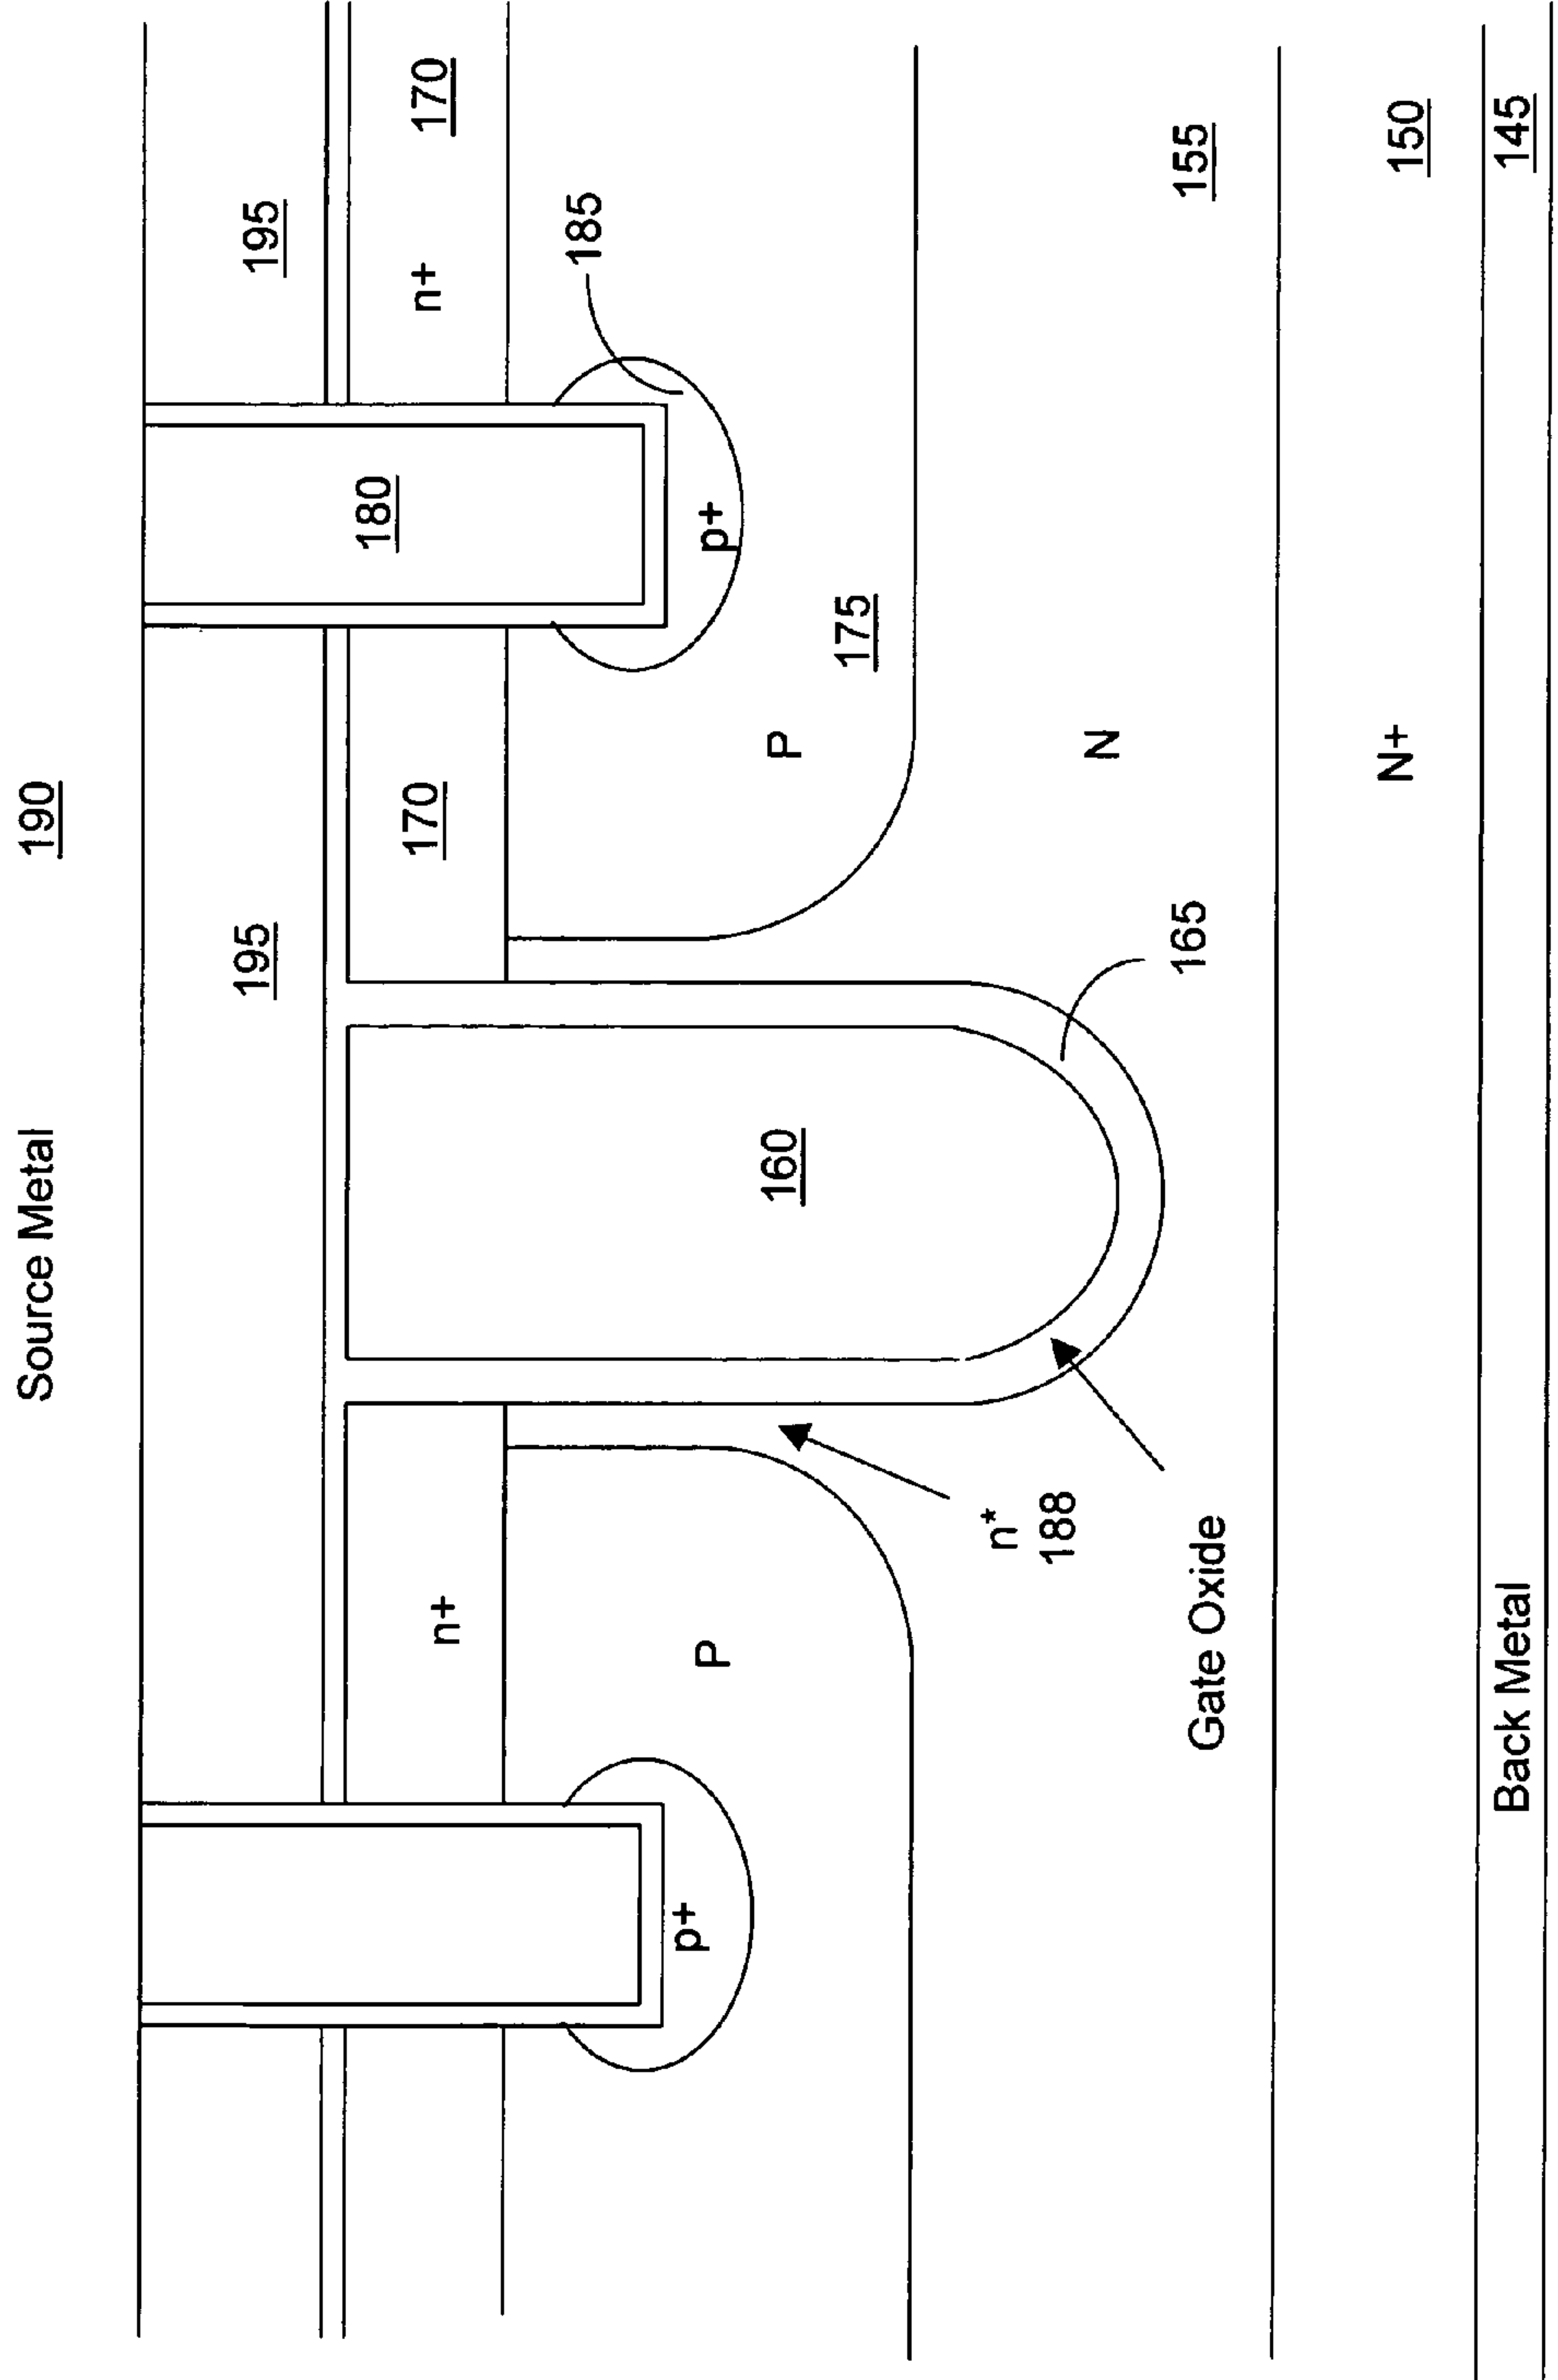 Source Metal
190
195
195
180
n+
170
n+
170
185
p+
p+
P
P
175
160
n*
188
165
155
Gate Oxide
N
N+
150
Back Metal
145